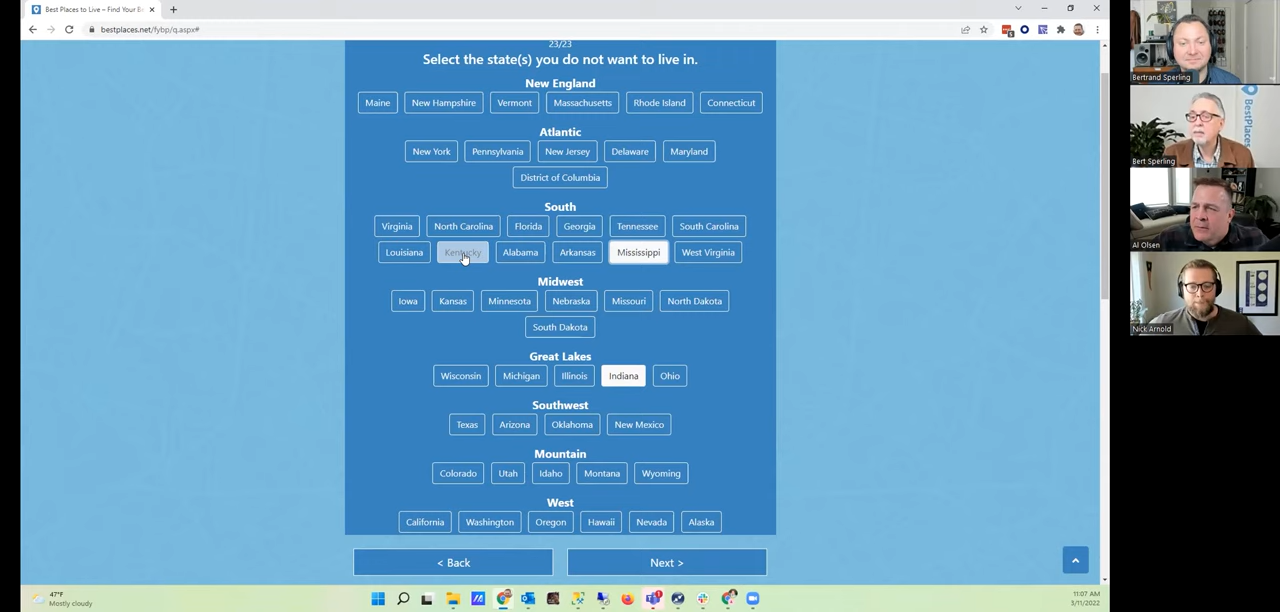 Best Places to Live – Find Your B
bestplaces.net/fybp/q.aspx#
23/23
Select the state(s) you do not want to live in.
New England
Maine New Hampshire Vermont Massachusetts Rhode Island Connecticut
Atlantic
New York Pennsylvania New Jersey Delaware Maryland
District of Columbia
South
Virginia North Carolina Florida Georgia Tennessee South Carolina
Louisiana Kentucky Alabama Arkansas Mississippi West Virginia
Midwest
Iowa Kansas Minnesota Nebraska Missouri North Dakota
South Dakota
Great Lakes
Wisconsin Michigan Illinois Indiana Ohio
Southwest
Texas Arizona Oklahoma New Mexico
Mountain
Colorado Utah Idaho Montana Wyoming
West
California Washington Oregon Hawaii Nevada Alaska
< Back Next >
47°F
Mostly cloudy
11:07 AM
3/11/2022
Bertrand Sperling
BestPlaces
Bert Sperling
Al Olsen
Nick Arnold